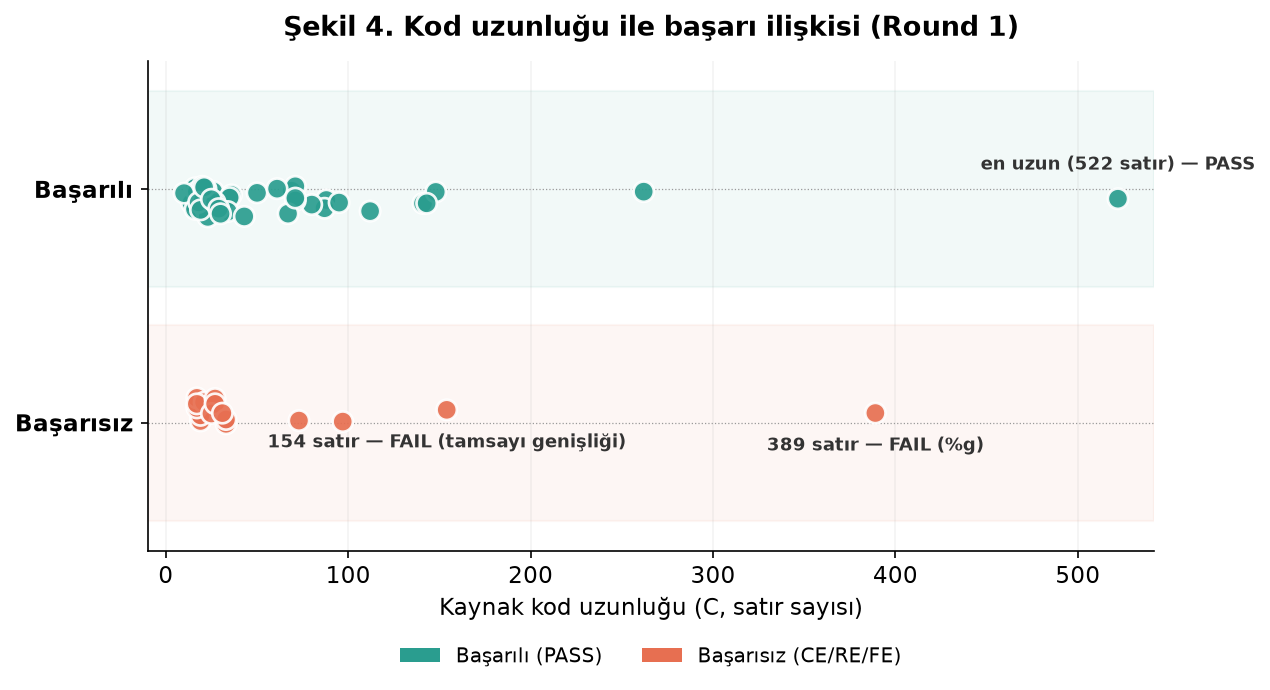 Şekil 4. Kod uzunluğu ile başarı ilişkisi (Round 1)
en uzun (522 satır) — PASS
Başarılı
Başarısız
154 satır — FAIL (tamsayı genişliği)
389 satır — FAIL (%g)
0 100 200 300 400 500
Kaynak kod uzunluğu (C, satır sayısı)
Başarılı (PASS) Başarısız (CE/RE/FE)